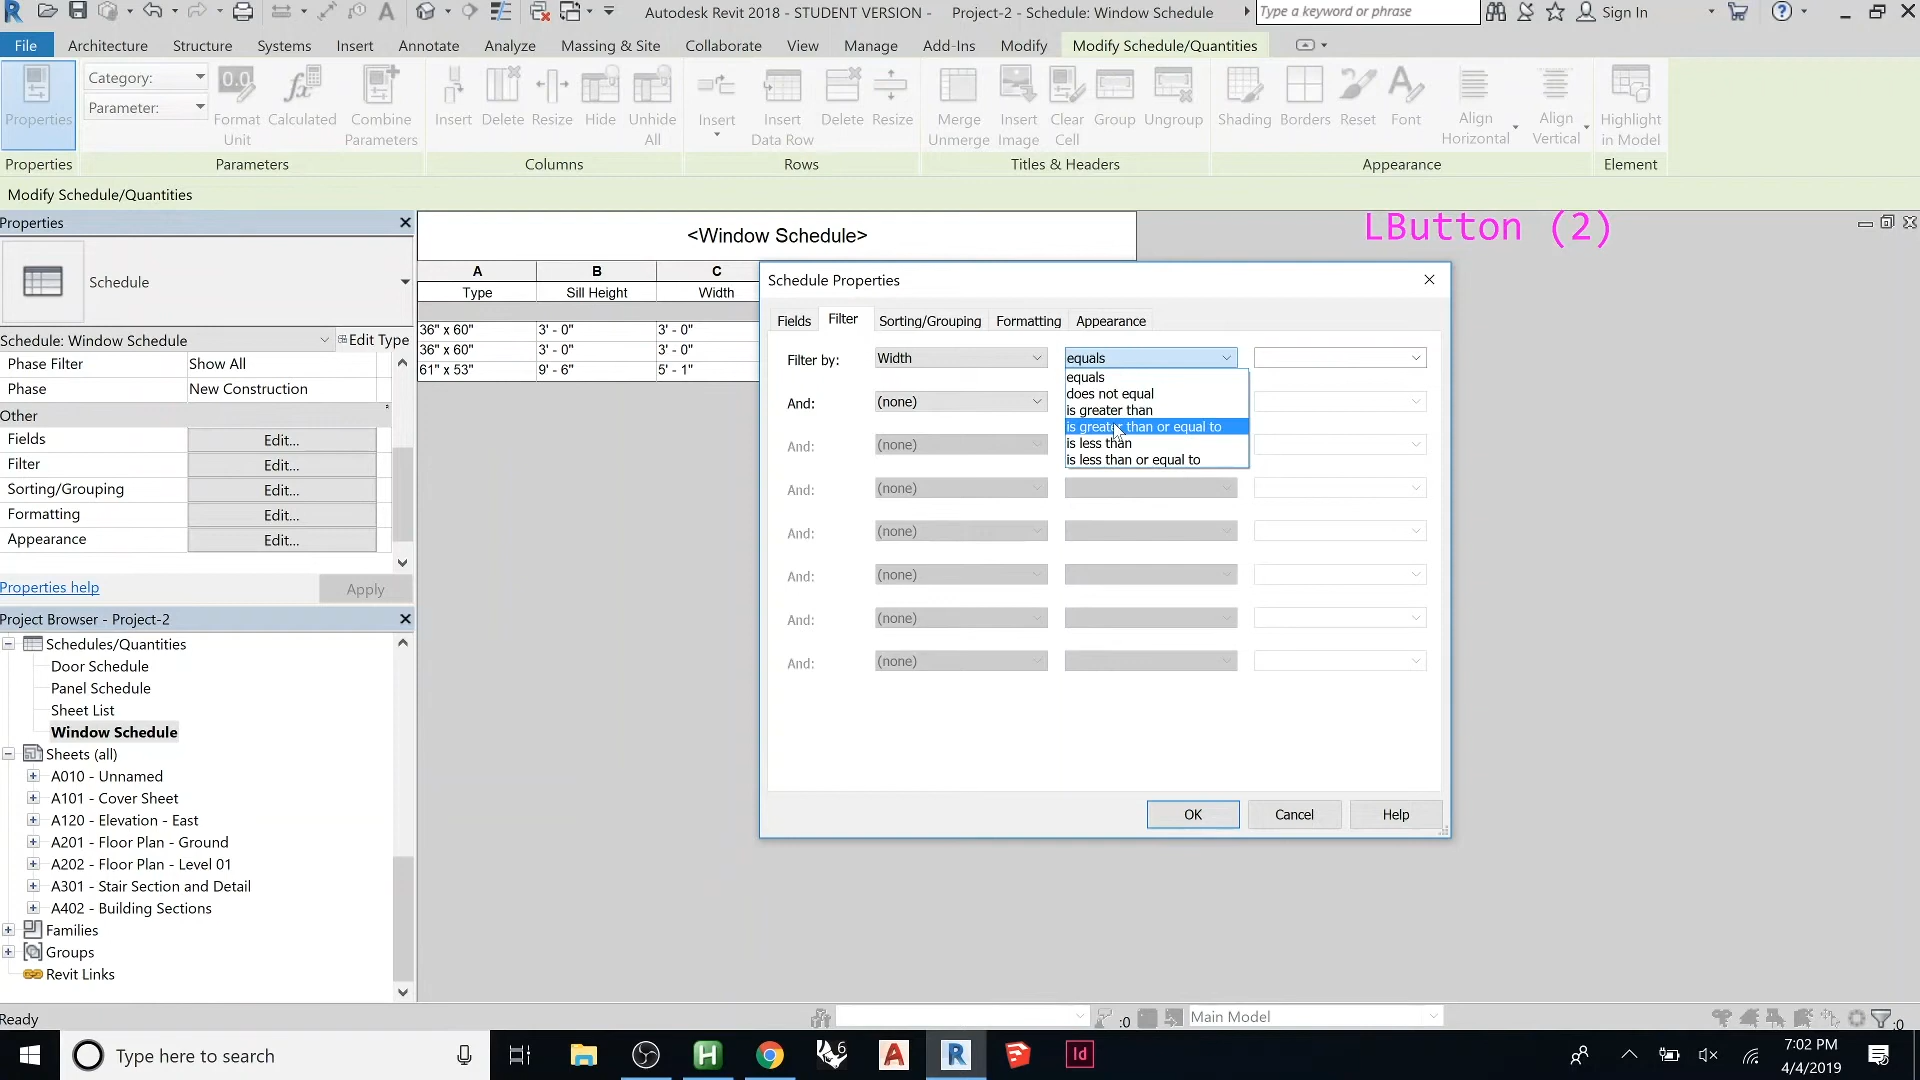 Autodesk Revit 2018 - STUDENT VERSION - Project-2 - Schedule: Window Schedule
Type a keyword or phrase
Sign In
File Architecture Structure Systems Insert Annotate Analyze Massing & Site Collaborate View Manage Add-Ins Modify Modify Schedule/Quantities
Properties
Category:
Parameter:
Format Unit
Calculated
Combine Parameters
Insert Delete Resize Hide Unhide All
Insert
Insert Data Row
Delete Resize
Merge Unmerge
Insert Image
Clear Cell
Group Ungroup
Shading Borders Reset Font
Align Horizontal
Align Vertical
Highlight in Model
Properties Parameters Columns Rows Titles & Headers Appearance Element
Modify Schedule/Quantities
Properties
Schedule
Schedule: Window Schedule
Edit Type
Phase Filter Show All
Phase New Construction
Other
Fields Edit...
Filter Edit...
Sorting/Grouping Edit...
Formatting Edit...
Appearance Edit...
Properties help
Apply
Project Browser - Project-2
Schedules/Quantities
Door Schedule
Panel Schedule
Sheet List
Window Schedule
Sheets (all)
A010 - Unnamed
A101 - Cover Sheet
A120 - Elevation - East
A201 - Floor Plan - Ground
A202 - Floor Plan - Level 01
A301 - Stair Section and Detail
A402 - Building Sections
Families
Groups
Revit Links
<Window Schedule>
A B C
Type Sill Height Width
36" x 60" 3' - 0" 3' - 0"
36" x 60" 3' - 0" 3' - 0"
61" x 53" 9' - 6" 5' - 1"
LButton (2)
Schedule Properties
Fields Filter Sorting/Grouping Formatting Appearance
Filter by: Width equals
equals
does not equal
is greater than
is greater than or equal to
is less than
is less than or equal to
And: (none)
And: (none)
And: (none)
And: (none)
And: (none)
And: (none)
And: (none)
OK Cancel Help
Ready
:0
Main Model
:0
Type here to search
6
A
R
Id
7:02 PM
4/4/2019